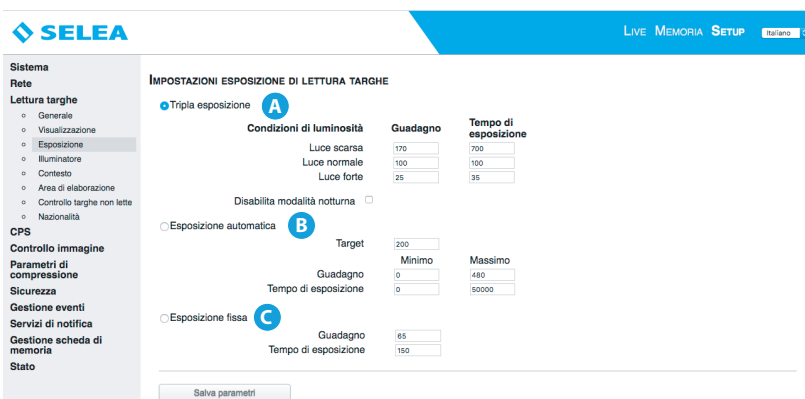 SELEA
LIVE MEMORIA SETUP Italiano
Sistema
Rete
Lettura targhe
Generale
Visualizzazione
Esposizione
Illuminatore
Contesto
Area di elaborazione
Controllo targhe non lette
Nazionalità
CPS
Controllo immagine
Parametri di
compressione
Sicurezza
Gestione eventi
Servizi di notifica
Gestione scheda di
memoria
Stato
IMPOSTAZIONI ESPOSIZIONE DI LETTURA TARGHE
Tripla esposizione A
Condizioni di luminosità Guadagno Tempo di
esposizione
Luce scarsa 170 700
Luce normale 100 100
Luce forte 25 35
Disabilita modalità notturna
Esposizione automatica B
Target 200
Minimo Massimo
Guadagno 0 480
Tempo di esposizione 0 50000
Esposizione fissa C
Guadagno 65
Tempo di esposizione 150
Salva parametri